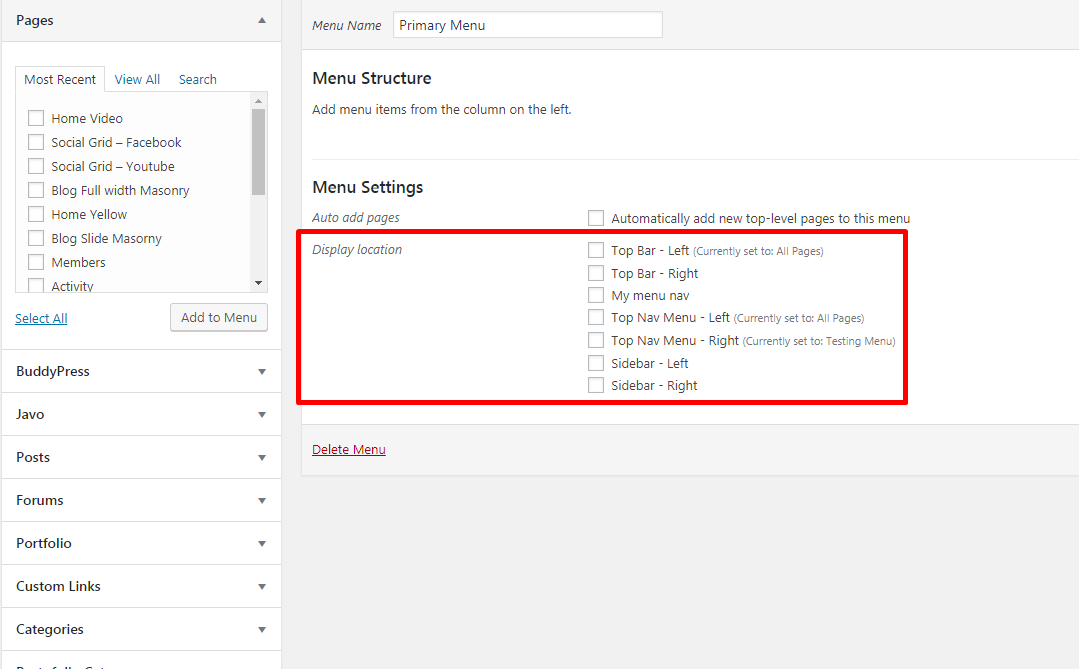 Pages
Most Recent View All Search
Home Video
Social Grid – Facebook
Social Grid – Youtube
Blog Full width Masonry
Home Yellow
Blog Slide Masorny
Members
Activity
Select All Add to Menu
BuddyPress
Javo
Posts
Forums
Portfolio
Custom Links
Categories
Menu Name Primary Menu
Menu Structure
Add menu items from the column on the left.
Menu Settings
Auto add pages Automatically add new top-level pages to this menu
Display location Top Bar - Left (Currently set to: All Pages)
Top Bar - Right
My menu nav
Top Nav Menu - Left (Currently set to: All Pages)
Top Nav Menu - Right (Currently set to: Testing Menu)
Sidebar - Left
Sidebar - Right
Delete Menu